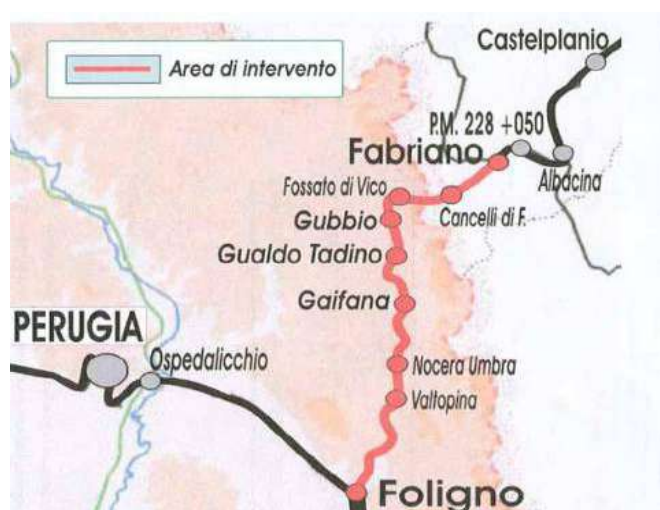 Castelplanio
Area di intervento
P.M. 228 +050
Fabriano
Albacina
Fossato di Vico
Cancelli di F.
Gubbio
Gualdo Tadino
Gaifana
PERUGIA
Ospedalicchio
Nocera Umbra
Valtopina
Foligno